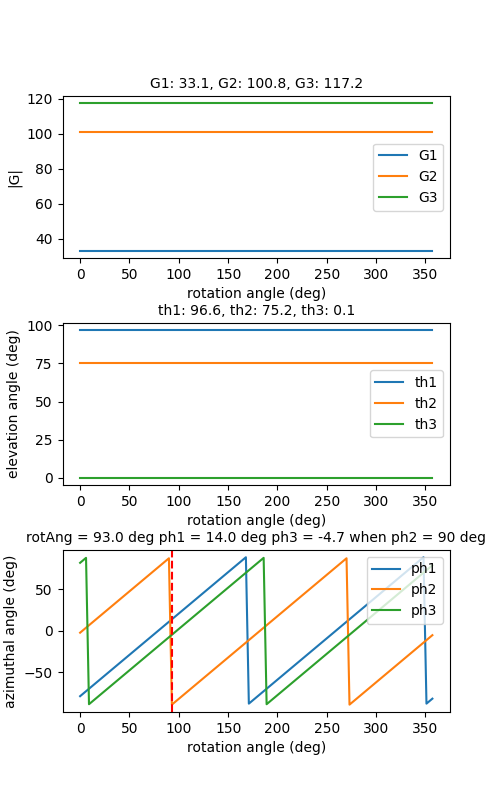 G1: 33.1, G2: 100.8, G3: 117.2
120
100
80
60
40
|G|
G1
G2
G3
0 50 100 150 200 250 300 350
rotation angle (deg)
th1: 96.6, th2: 75.2, th3: 0.1
100
75
50
25
0
elevation angle (deg)
th1
th2
th3
0 50 100 150 200 250 300 350
rotation angle (deg)
rotAng = 93.0 deg ph1 = 14.0 deg ph3 = -4.7 when ph2 = 90 deg
50
0
−50
azimuthal angle (deg)
ph1
ph2
ph3
0 50 100 150 200 250 300 350
rotation angle (deg)